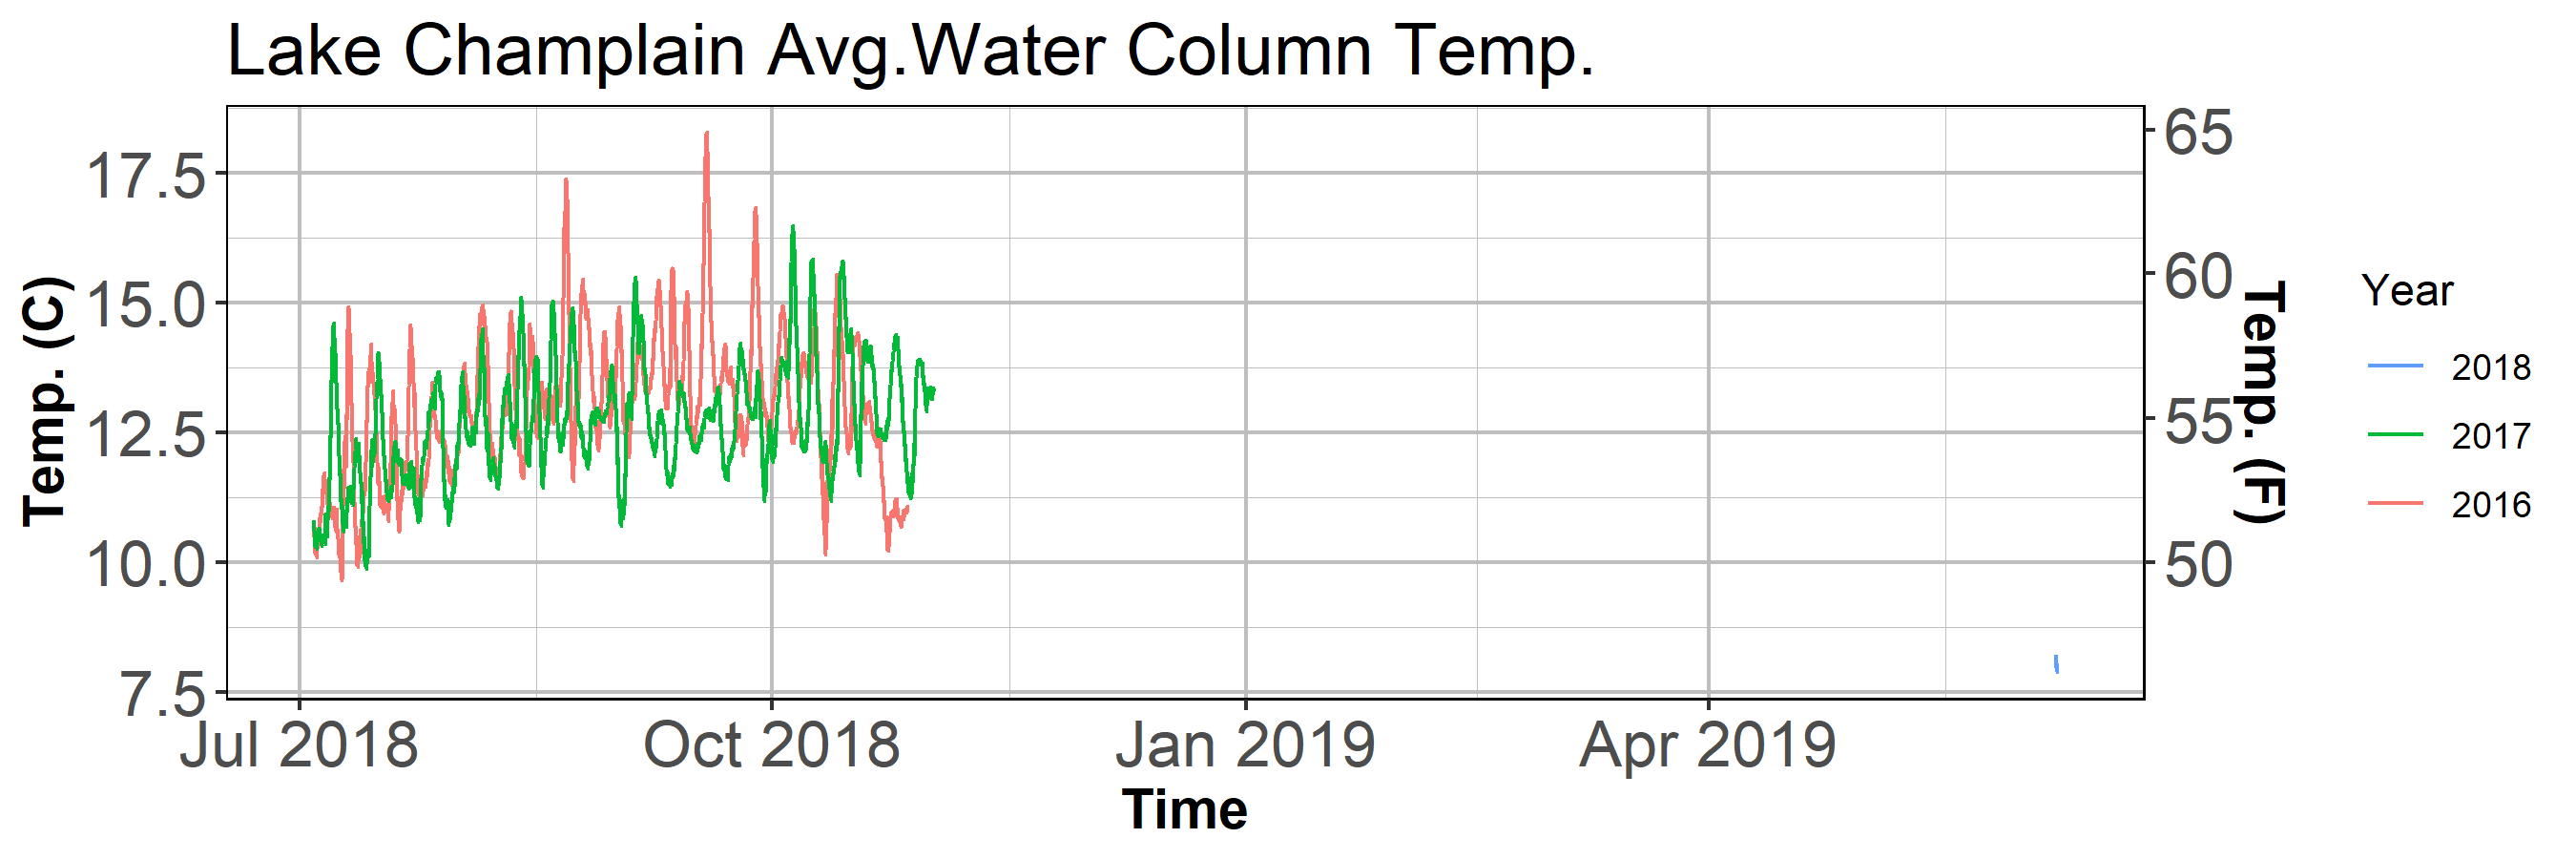 Lake Champlain Avg.Water Column Temp.
Temp. (C)
17.5
15.0
12.5
10.0
7.5
65
60
55
50
Temp. (F)
Jul 2018
Oct 2018
Jan 2019
Apr 2019
Time
Year
2018
2017
2016